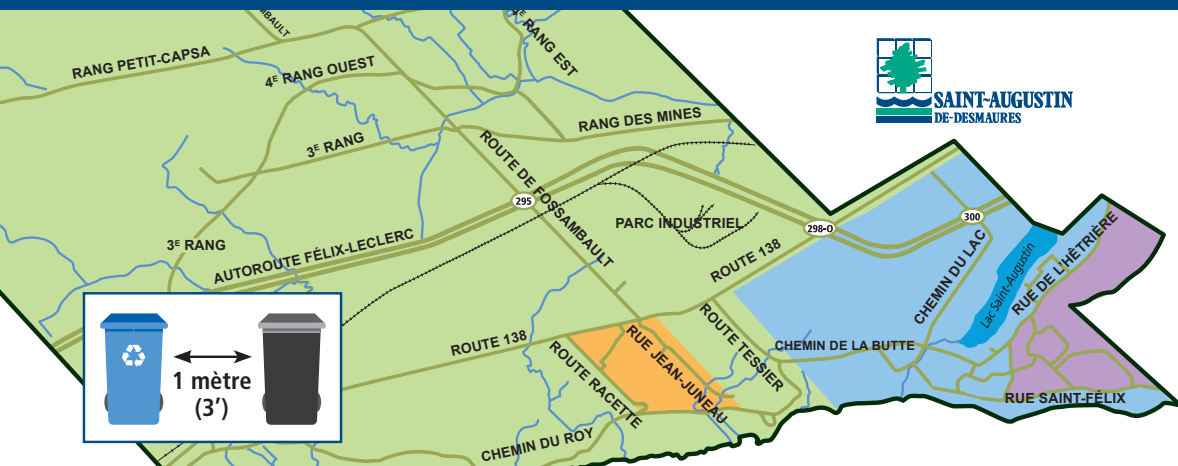 MBAULT
4E RANG EST
RANG PETIT-CAPSA
4E RANG OUEST
SAINT-AUGUSTIN
DE-DESMAURES
RANG DES MINES
3E RANG
ROUTE DE FOSSAMBAULT
295
PARC INDUSTRIEL
298-O
300
3E RANG
AUTOROUTE FÉLIX-LECLERC
ROUTE 138
CHEMIN DU LAC
Lac Saint-Augustin
RUE DE L'HÊTRIÈRE
1 mètre
(3')
ROUTE 138
RUE JEAN-JUNEAU
ROUTE TESSIER
CHEMIN DE LA BUTTE
ROUTE RACETTE
RUE SAINT-FÉLIX
CHEMIN DU ROY